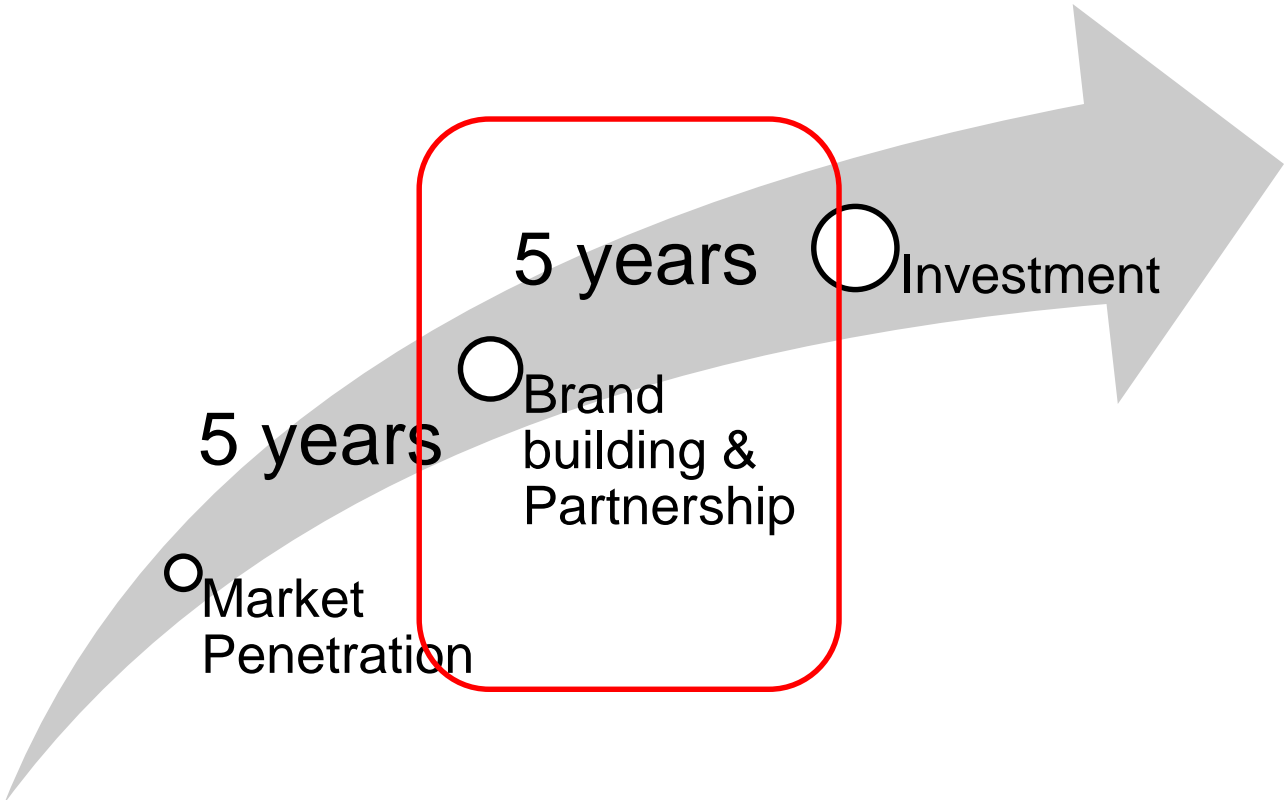 5 years
Investment
Brand
building &
Partnership
5 years
Market
Penetration